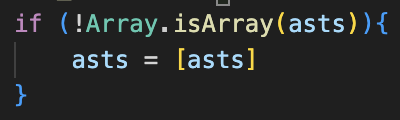 if (!Array.isArray(asts)){
    asts = [asts]
}